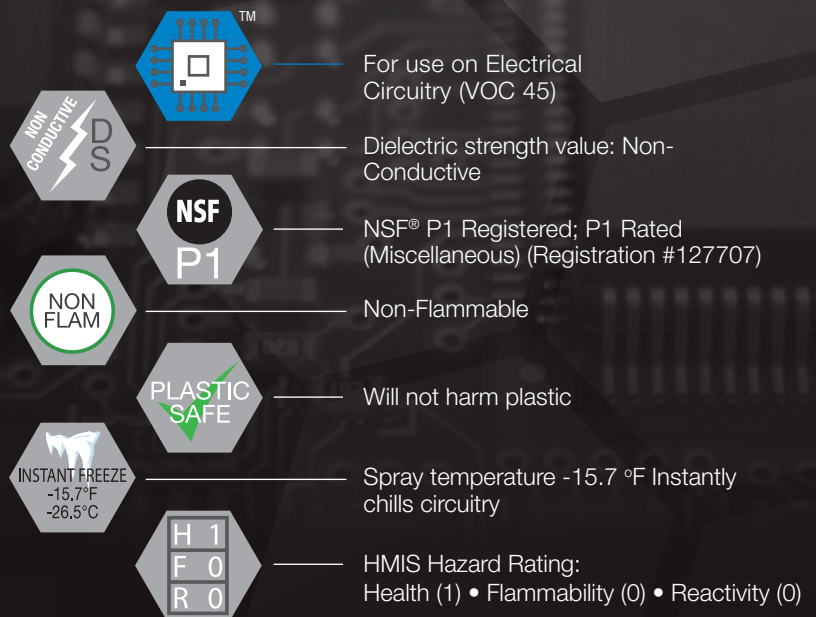 TM
For use on Electrical
Circuitry (VOC 45)
NON
CONDUCTIVE
D
S
Dielectric strength value: Non-
Conductive
NSF
P1
NSF® P1 Registered; P1 Rated
(Miscellaneous) (Registration #127707)
NON
FLAM
Non-Flammable
PLASTIC
SAFE
Will not harm plastic
INSTANT FREEZE
-15.7°F
-26.5°C
Spray temperature -15.7 °F Instantly
chills circuitry
H 1
F 0
R 0
HMIS Hazard Rating:
Health (1) • Flammability (0) • Reactivity (0)